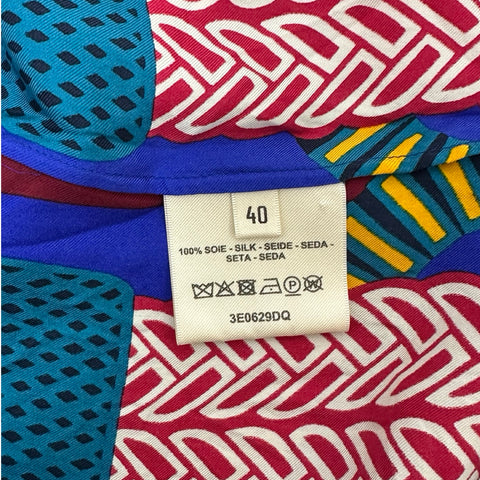 40
100% SOIE - SILK - SEIDE - SEDA -
SETA - SEDA
P W
3E0629DQ